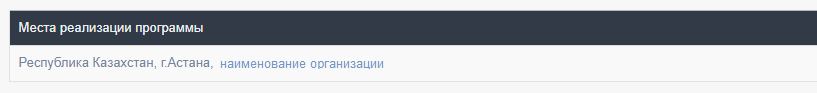 Места реализации программы
Республика Казахстан, г.Астана, наименование организации